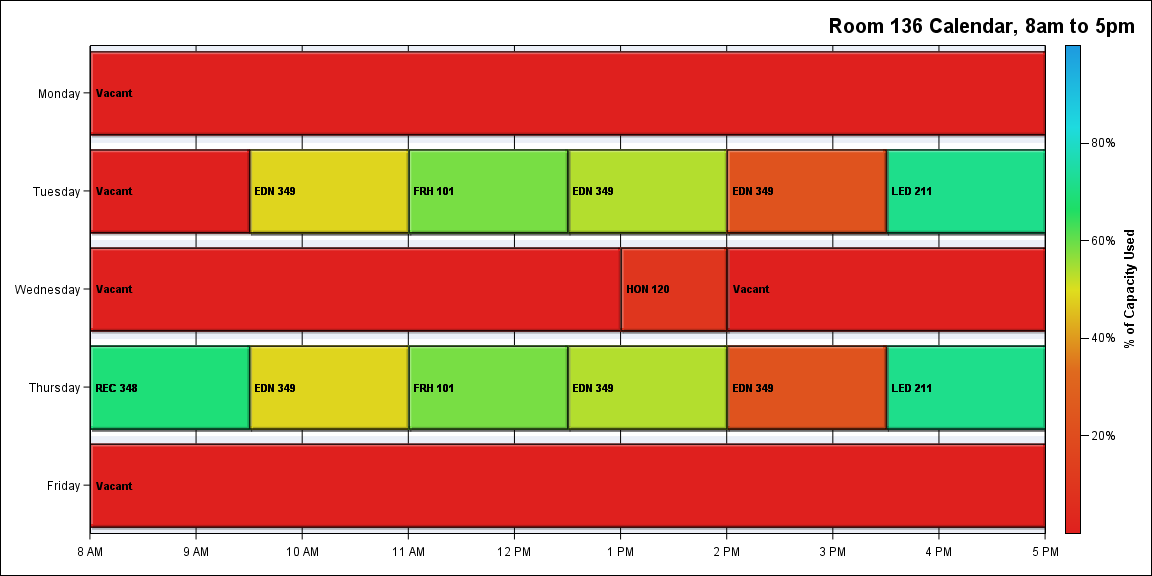 Room 136 Calendar, 8am to 5pm
Monday
Vacant
Tuesday
Vacant
EDN 349
FRH 101
EDN 349
EDN 349
LED 211
Wednesday
Vacant
HON 120
Vacant
Thursday
REC 348
EDN 349
FRH 101
EDN 349
EDN 349
LED 211
Friday
Vacant
8 AM
9 AM
10 AM
11 AM
12 PM
1 PM
2 PM
3 PM
4 PM
5 PM
80%
60%
40%
20%
% of Capacity Used